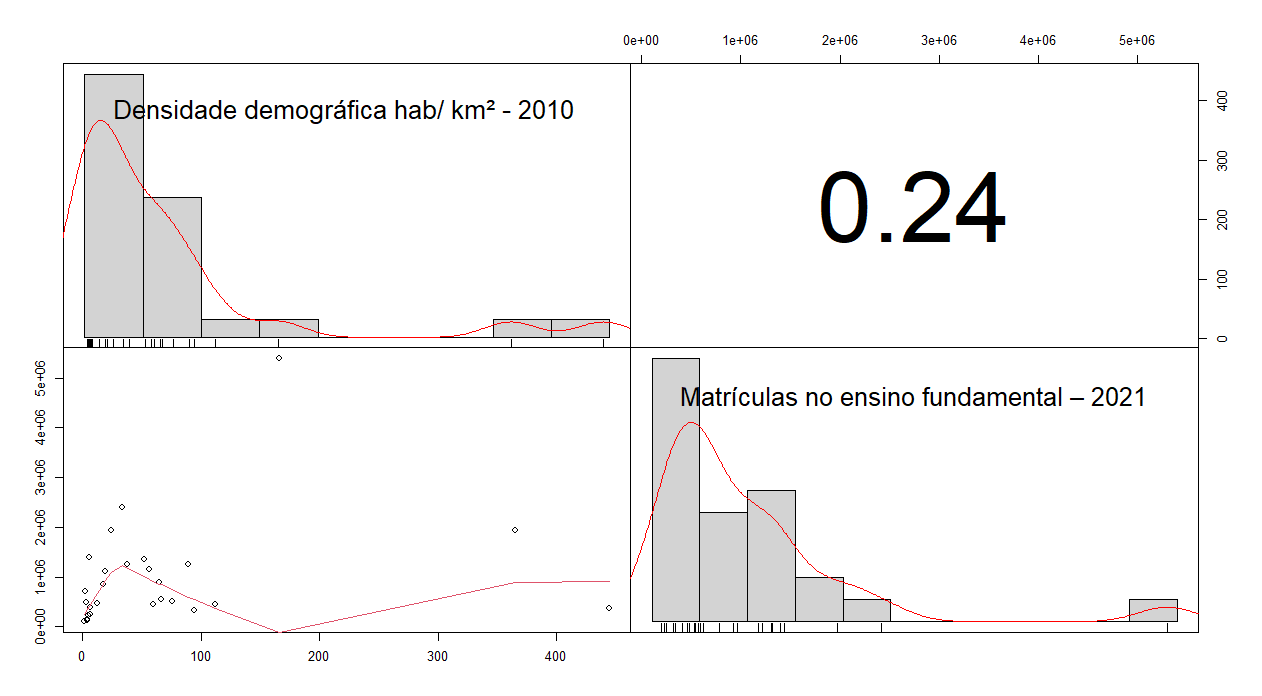 0e+00 1e+06 2e+06 3e+06 4e+06 5e+06
Densidade demográfica hab/ km² - 2010
0.24
400
300
200
100
0
Matrículas no ensino fundamental – 2021
5e+06
4e+06
3e+06
2e+06
1e+06
0e+00
0 100 200 300 400